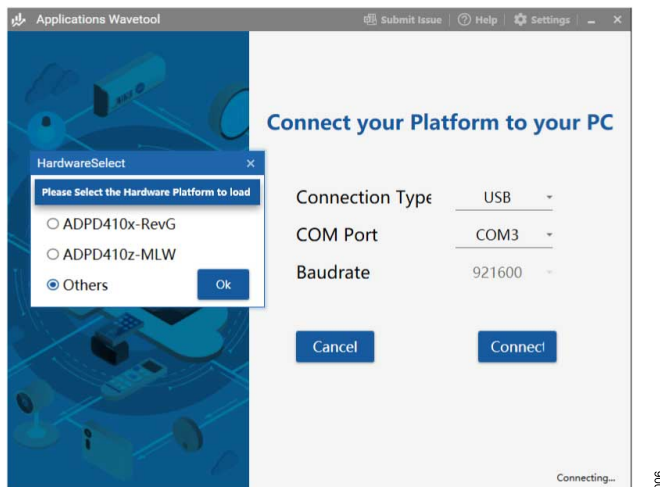 Applications Wavetool
Submit Issue
Help
Settings
Connect your Platform to your PC
HardwareSelect
Please Select the Hardware Platform to load
ADPD410x-RevG
ADPD410z-MLW
Others
Ok
Connection Type
USB
COM Port
COM3
Baudrate
921600
Cancel
Connect
Connecting...